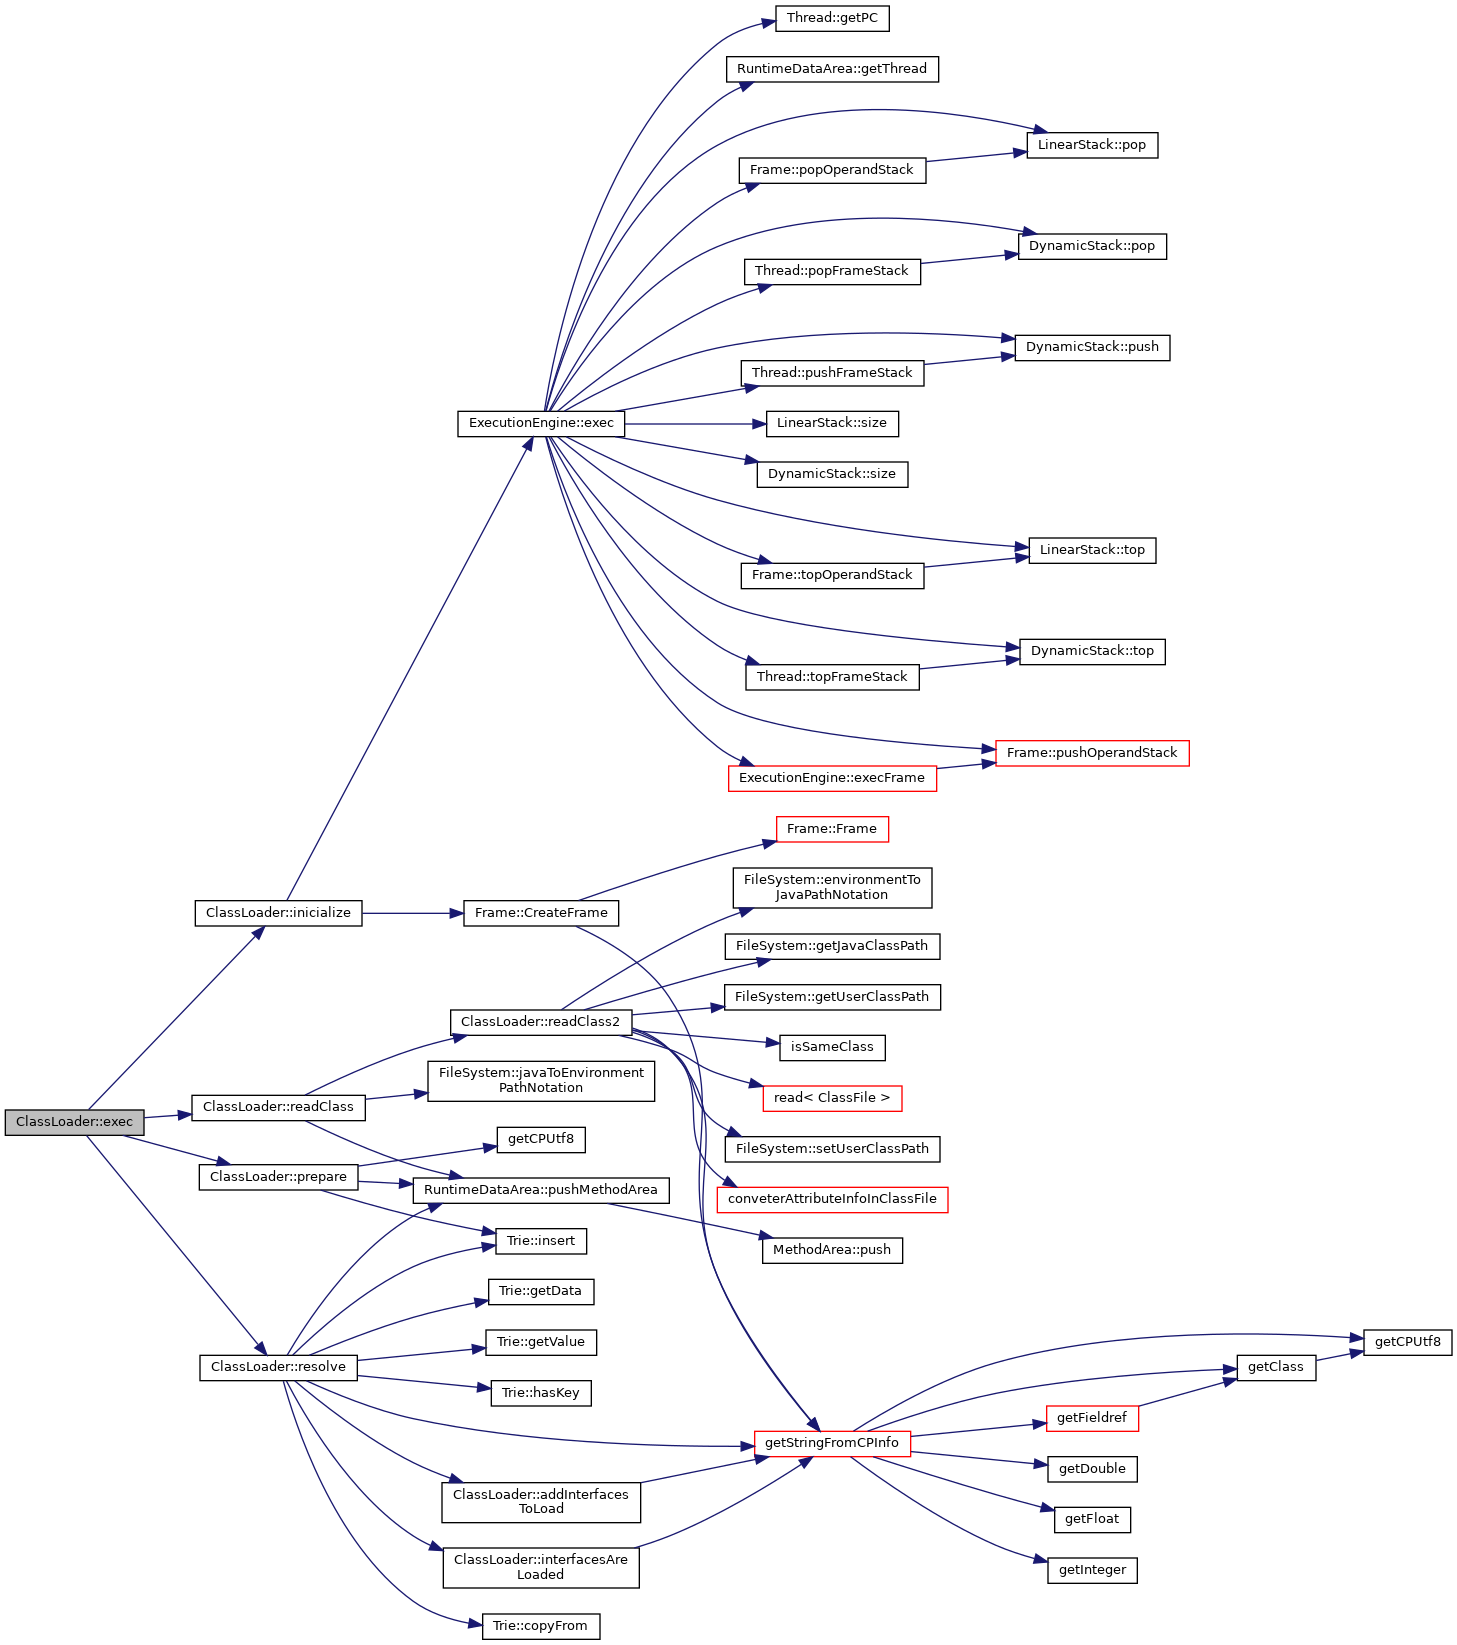 Thread::getPC
RuntimeDataArea::getThread
LinearStack::pop
Frame::popOperandStack
DynamicStack::pop
Thread::popFrameStack
DynamicStack::push
Thread::pushFrameStack
ExecutionEngine::exec
LinearStack::size
DynamicStack::size
LinearStack::top
Frame::topOperandStack
DynamicStack::top
Thread::topFrameStack
Frame::pushOperandStack
ExecutionEngine::execFrame
Frame::Frame
FileSystem::environmentTo
JavaPathNotation
ClassLoader::inicialize
Frame::CreateFrame
FileSystem::getJavaClassPath
FileSystem::getUserClassPath
ClassLoader::readClass2
isSameClass
FileSystem::javaToEnvironment
PathNotation
read< ClassFile >
ClassLoader::readClass
ClassLoader::exec
getCPUtf8
FileSystem::setUserClassPath
ClassLoader::prepare
RuntimeDataArea::pushMethodArea
conveterAttributeInfoInClassFile
Trie::insert
MethodArea::push
Trie::getData
Trie::getValue
getCPUtf8
ClassLoader::resolve
getClass
Trie::hasKey
getFieldref
getStringFromCPInfo
getDouble
ClassLoader::addInterfaces
ToLoad
getFloat
ClassLoader::interfacesAre
Loaded
getInteger
Trie::copyFrom